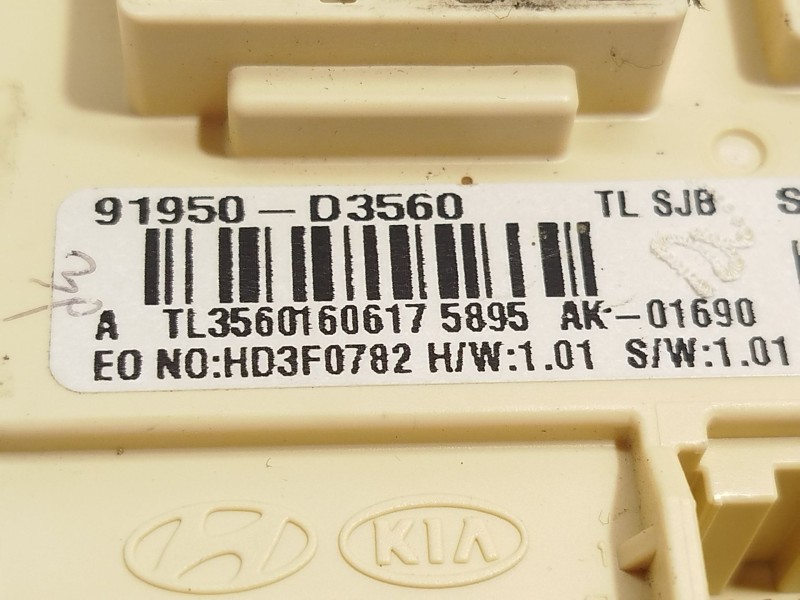 91950-D3560 TL SJB S
A TL3560160617 5895 AK-01690
EO NO:HD3F0782 H/W:1.01 S/W:1.01
KIA